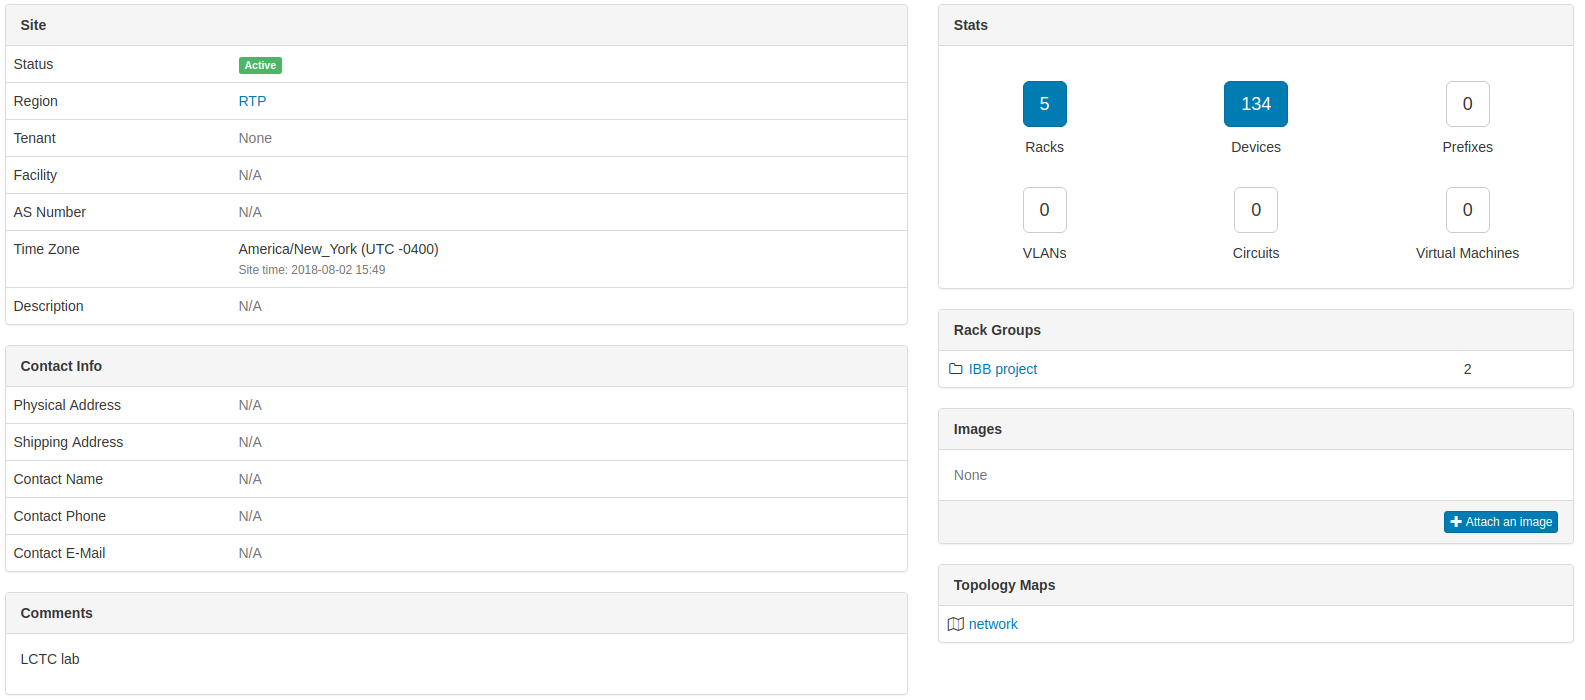 Site
Status Active
Region RTP
Tenant None
Facility N/A
AS Number N/A
Time Zone America/New_York (UTC -0400)
Site time: 2018-08-02 15:49
Description N/A
Contact Info
Physical Address N/A
Shipping Address N/A
Contact Name N/A
Contact Phone N/A
Contact E-Mail N/A
Comments
LCTC lab
Stats
5 134 0
Racks Devices Prefixes
0 0 0
VLANs Circuits Virtual Machines
Rack Groups
IBB project 2
Images
None
Attach an image
Topology Maps
network